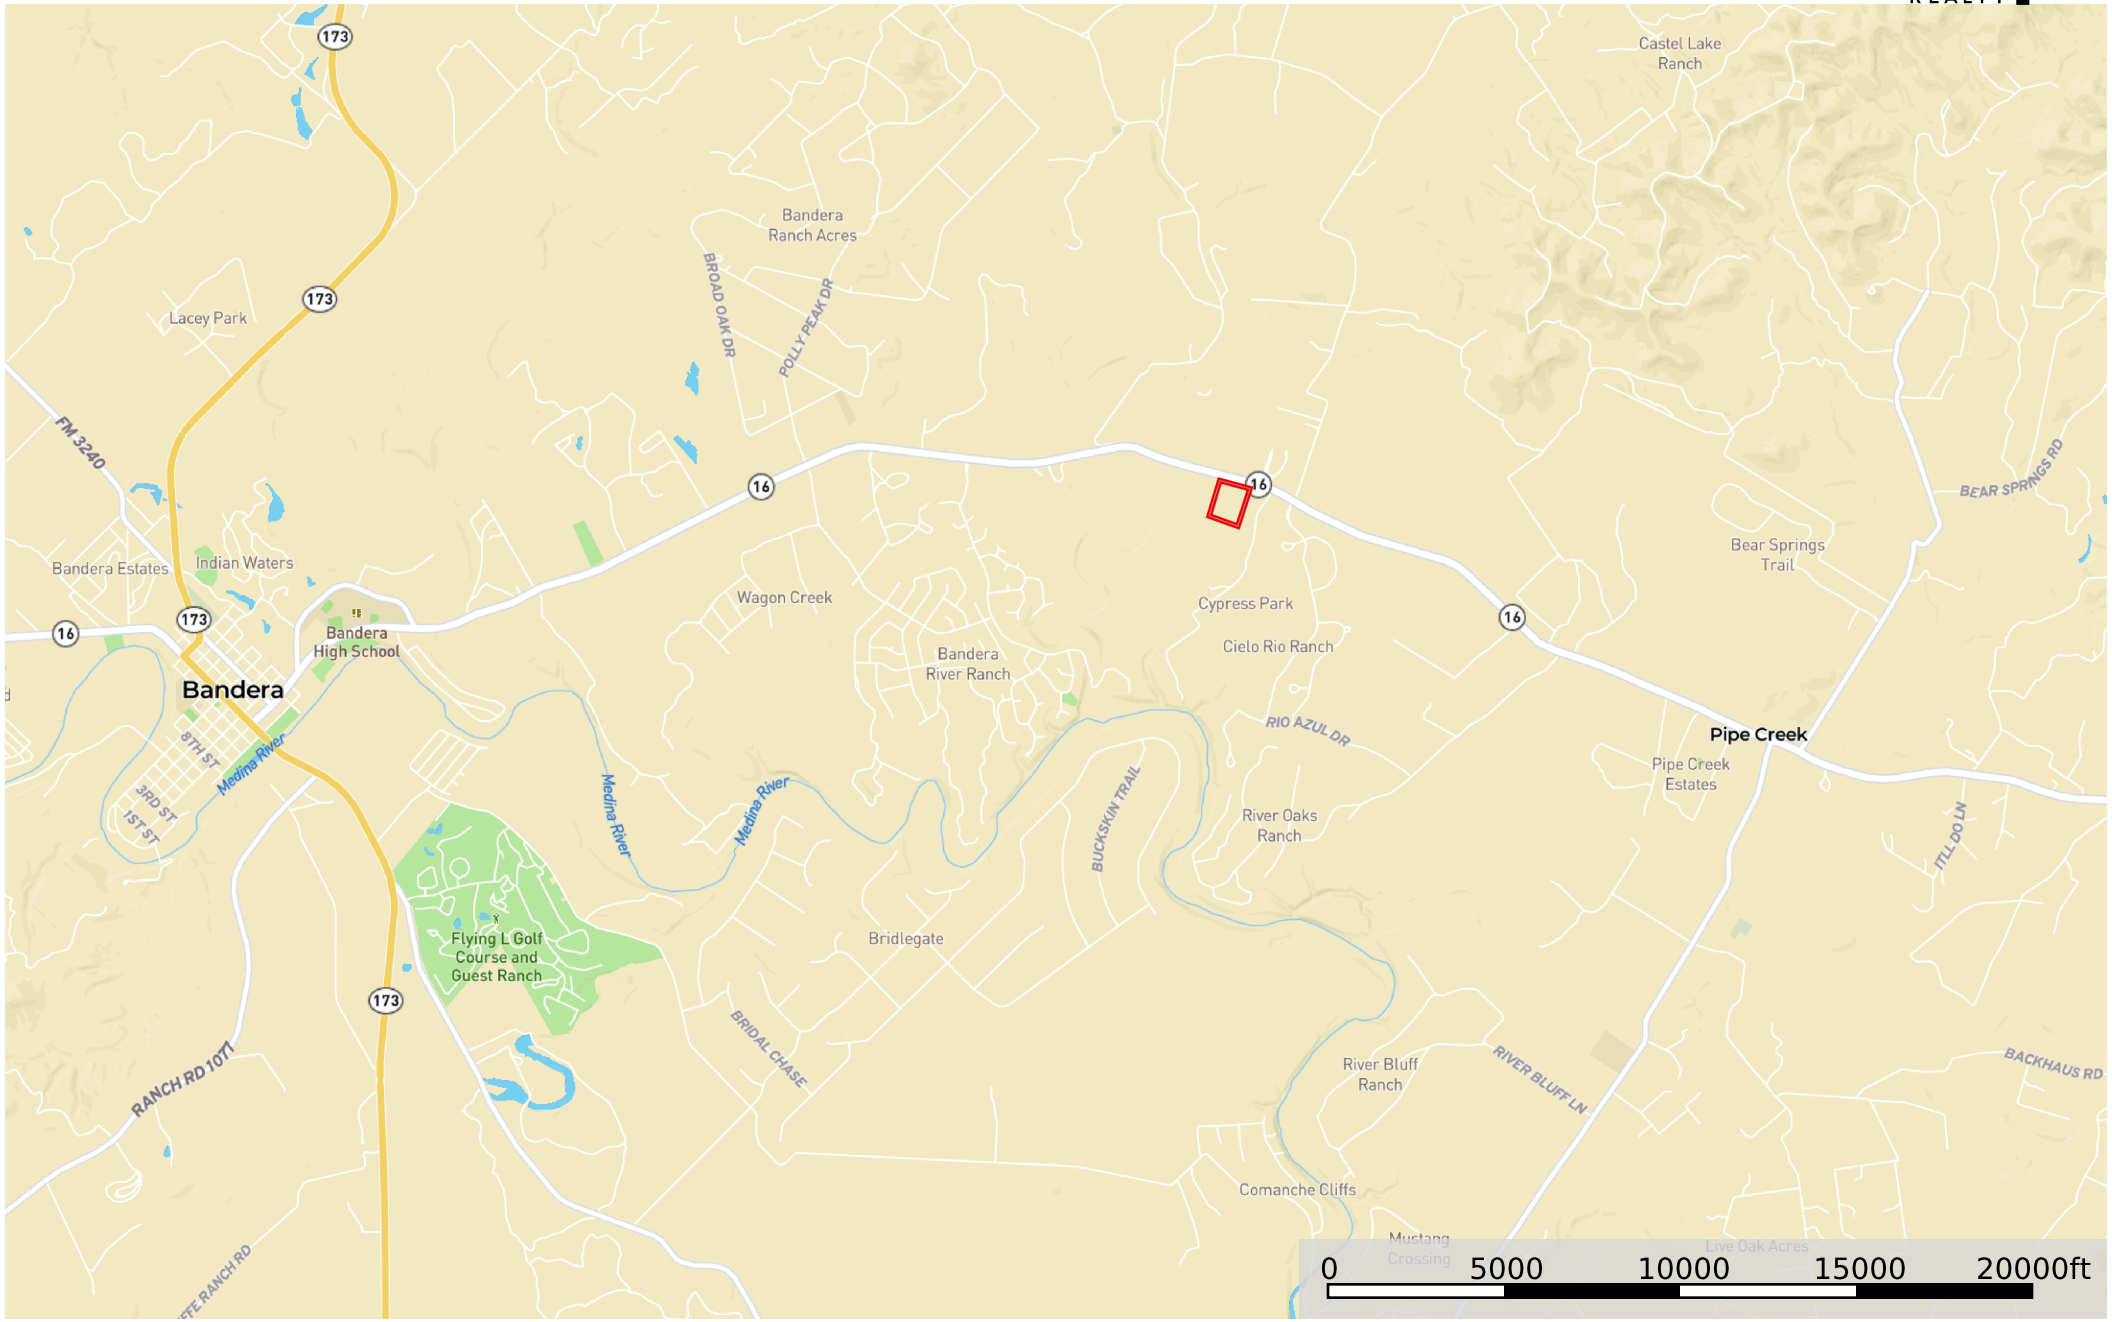 REALTY
173
Castel Lake
Ranch
Bandera
Ranch Acres
BROAD OAK DR
POLLY PEAK DR
173
Lacey Park
FM 3240
16
16
BEAR SPRINGS RD
Bear Springs
Trail
Indian Waters
Bandera Estates
Wagon Creek
Cypress Park
173
16
16
Bandera
High School
Cielo Rio Ranch
Bandera
River Ranch
d
Bandera
RIO AZUL DR
Pipe Creek
8TH ST
Medina River
Pipe Creek
Estates
3RD ST
1ST ST
Medina River
Medina River
BUCKSKIN TRAIL
River Oaks
Ranch
ITLL DO LN
Flying L Golf
Course and
Guest Ranch
Bridlegate
173
BRIDAL CHASE
RANCH RD 1077
River Bluff
Ranch
RIVER BLUFF LN
BACKHAUS RD
Comanche Cliffs
Mustang
Crossing
Live Oak Acres
FFE RANCH RD
0 5000 10000 15000 20000ft